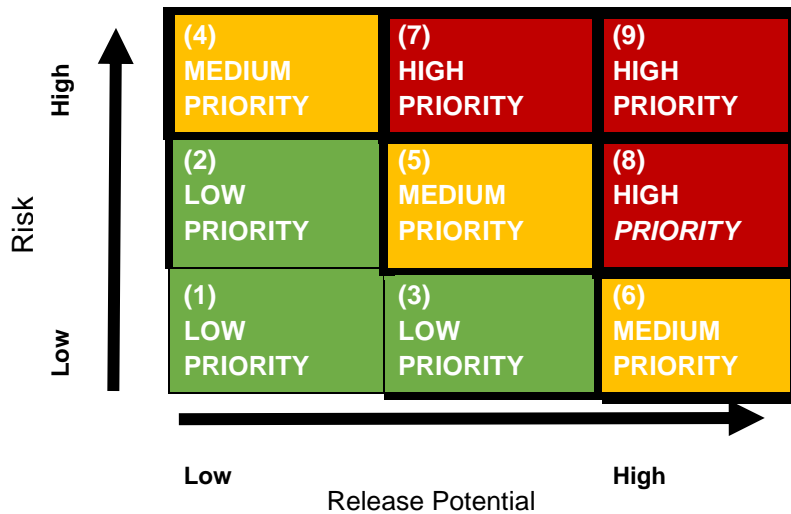 (4)
MEDIUM
PRIORITY
(7)
HIGH
PRIORITY
(9)
HIGH
PRIORITY
(2)
LOW
PRIORITY
(5)
MEDIUM
PRIORITY
(8)
HIGH
PRIORITY
(1)
LOW
PRIORITY
(3)
LOW
PRIORITY
(6)
MEDIUM
PRIORITY
High
Risk
Low
Low
High
Release Potential